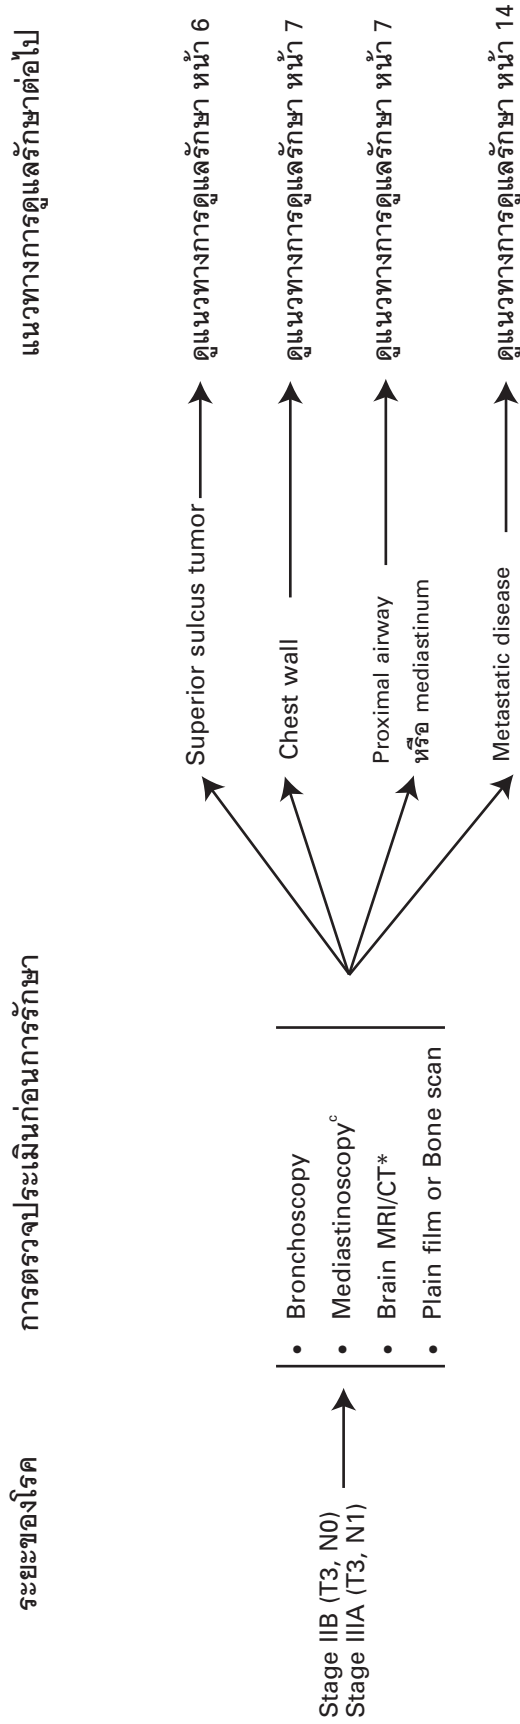 ระยะของโรค
การตรวจประเมินก่อนการรักษา
แนวทางการดูแลรักษาต่อไป
Stage IIB (T3, N0)
Stage IIIA (T3, N1)
• Bronchoscopy
• Mediastinoscopyᶜ
• Brain MRI/CT*
• Plain film or Bone scan
Superior sulcus tumor
ดูแนวทางการดูแลรักษา หน้า 6
Chest wall
ดูแนวทางการดูแลรักษา หน้า 7
Proximal airway
หรือ mediastinum
ดูแนวทางการดูแลรักษา หน้า 7
Metastatic disease
ดูแนวทางการดูแลรักษา หน้า 14